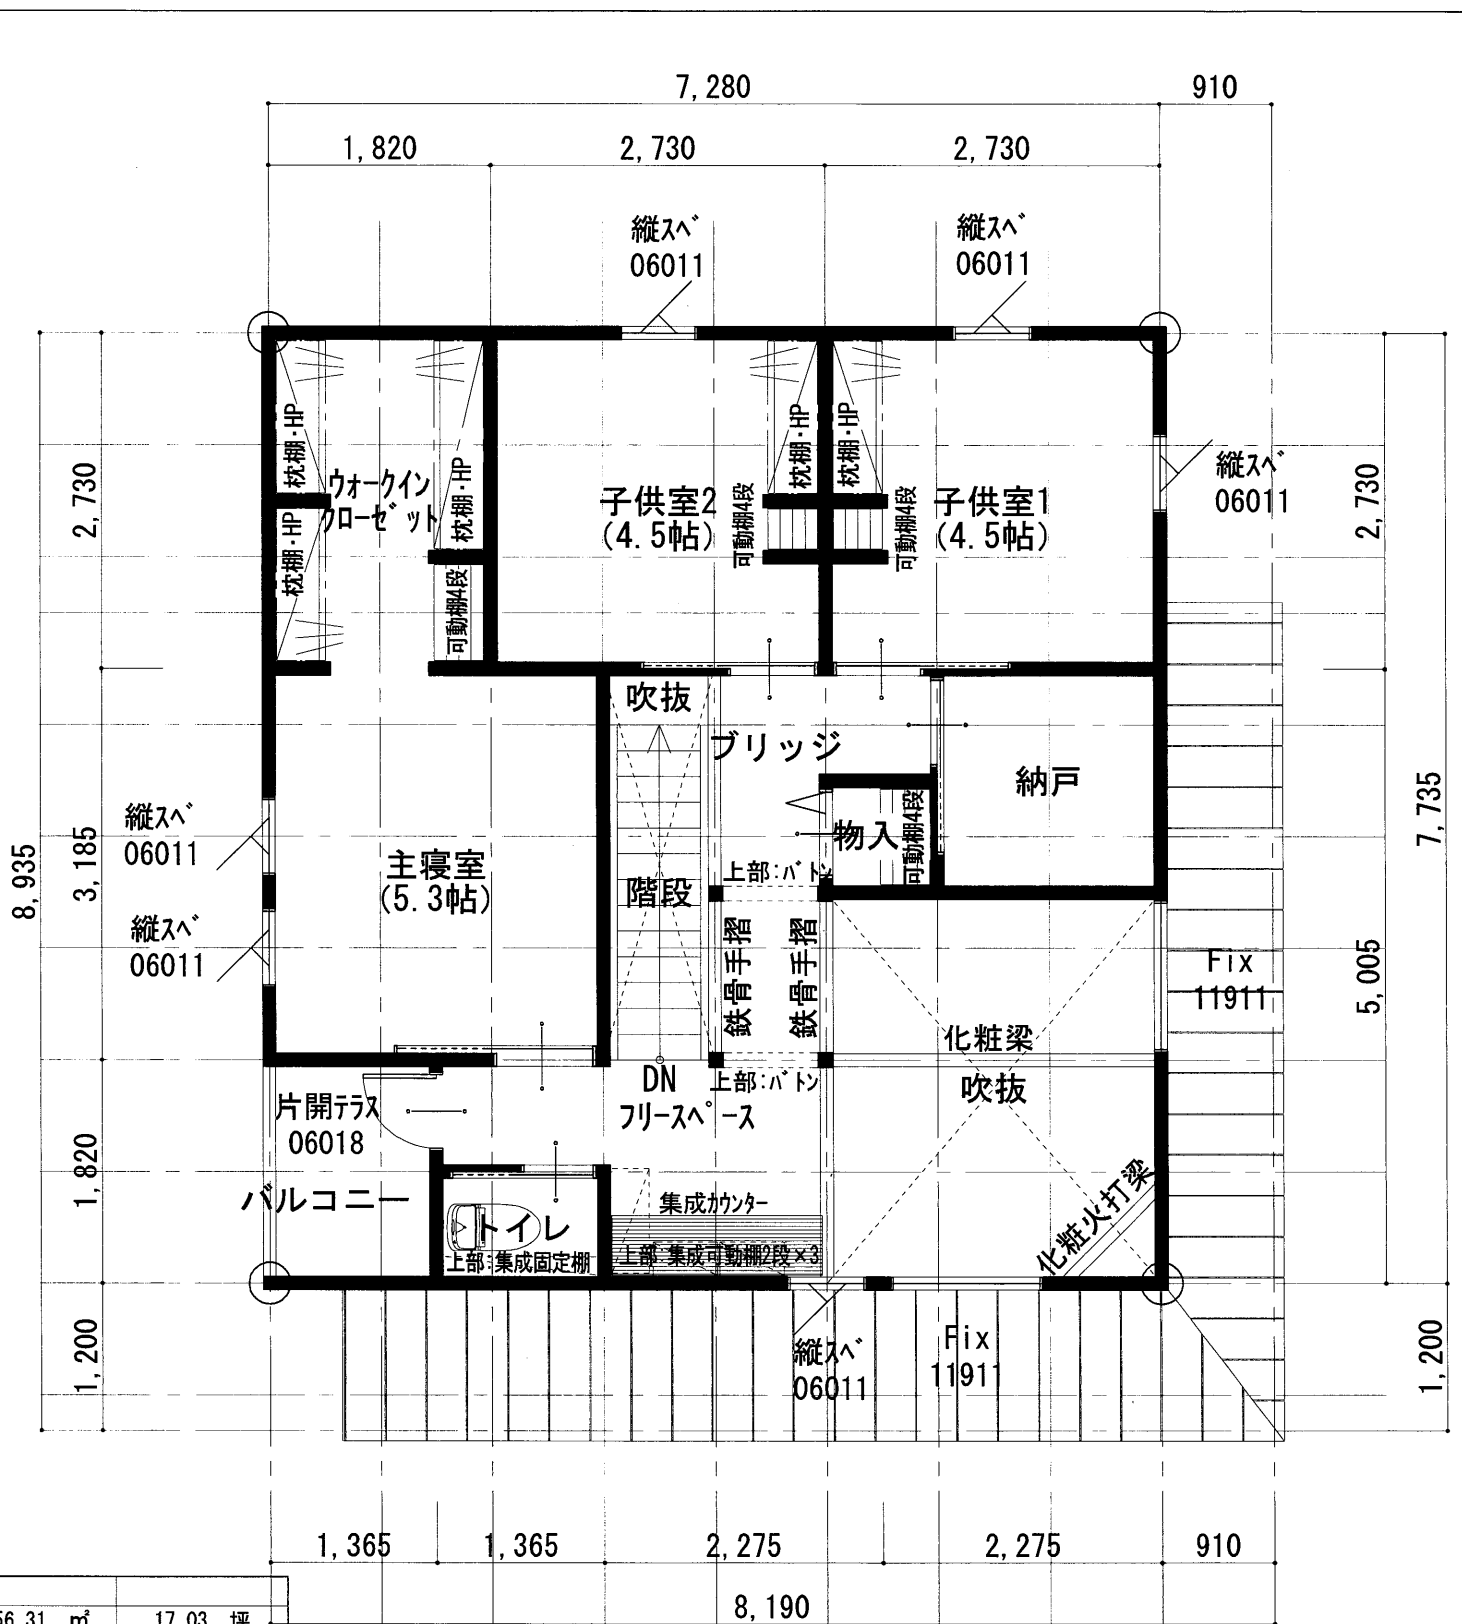 7,280
910
1,820
2,730
2,730
縦ｽﾍﾞ
06011
縦ｽﾍﾞ
06011
枕棚・HP
枕棚・HP
枕棚・HP
可動棚4段
ウォークイン
クローゼット
子供室2
(4.5帖)
枕棚・HP
可動棚4段
枕棚・HP
可動棚4段
子供室1
(4.5帖)
縦ｽﾍﾞ
06011
2,730
2,730
吹抜
ブリッジ
納戸
物入
可動棚4段
縦ｽﾍﾞ
06011
縦ｽﾍﾞ
06011
8,935
3,185
主寝室
(5.3帖)
階段
上部:ﾊﾞﾄﾝ
鉄骨手摺
鉄骨手摺
Fix
11911
7,735
5,005
化粧梁
吹抜
DN
上部:ﾊﾞﾄﾝ
フリースペース
片開ﾃﾗｽ
06018
バルコニー
1,820
トイレ
上部:集成固定棚
集成ｶｳﾝﾀｰ
上部:集成可動棚2段×3
化粧火打梁
縦ｽﾍﾞ
06011
Fix
11911
1,200
1,200
1,365
1,365
2,275
2,275
910
8,190
56.31 ㎡
17.03 坪